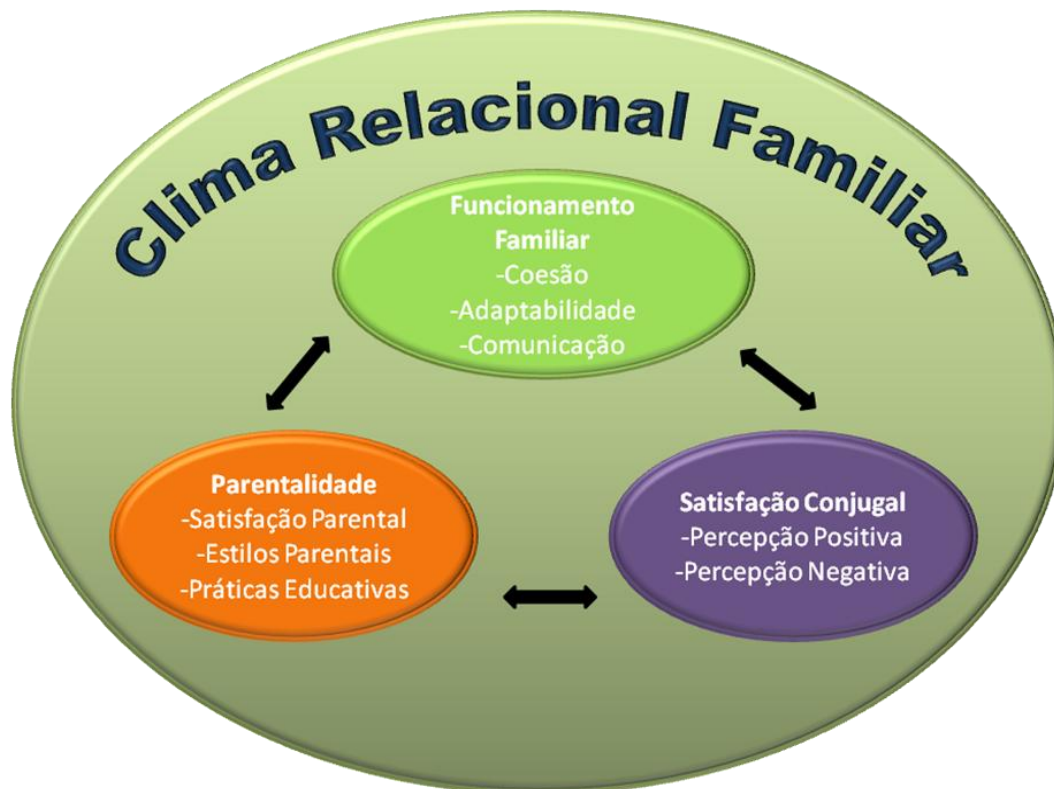 Clima Relacional Familiar
Funcionamento
Familiar
-Coesão
-Adaptabilidade
-Comunicação
Parentalidade
-Satisfação Parental
-Estilos Parentais
-Práticas Educativas
Satisfação Conjugal
-Percepção Positiva
-Percepção Negativa